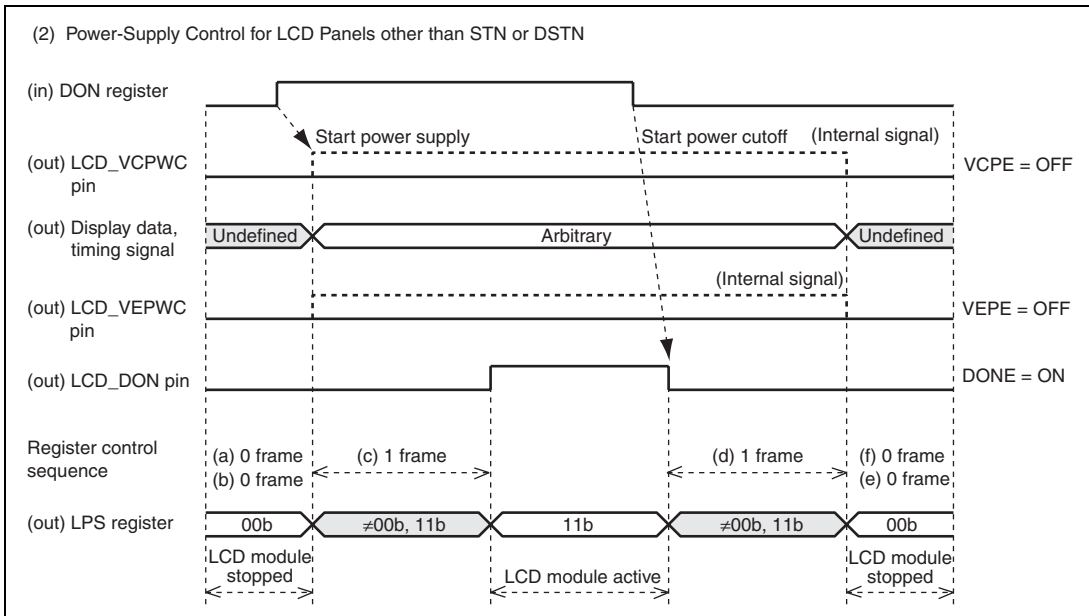 (2) Power-Supply Control for LCD Panels other than STN or DSTN
(in) DON register
Start power supply
Start power cutoff
(Internal signal)
(out) LCD_VCPWC
pin
VCPE = OFF
(out) Display data,
timing signal
Undefined
Arbitrary
Undefined
(Internal signal)
(out) LCD_VEPWC
pin
VEPE = OFF
(out) LCD_DON pin
DONE = ON
Register control
sequence
(a) 0 frame
(b) 0 frame
(c) 1 frame
(d) 1 frame
(f) 0 frame
(e) 0 frame
(out) LPS register
00b
≠00b, 11b
11b
≠00b, 11b
00b
LCD module
stopped
LCD module active
LCD module
stopped